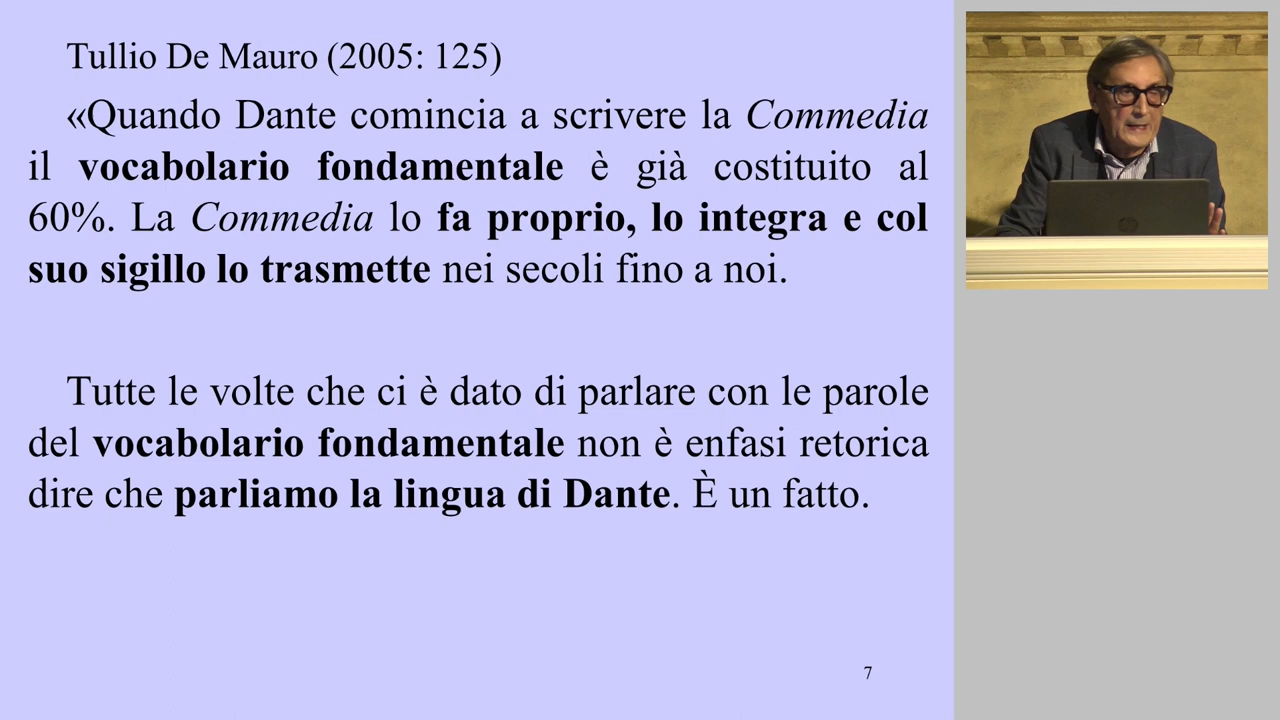 Tullio De Mauro (2005: 125)
«Quando Dante comincia a scrivere la Commedia
il vocabolario fondamentale è già costituito al
60%. La Commedia lo fa proprio, lo integra e col
suo sigillo lo trasmette nei secoli fino a noi.
Tutte le volte che ci è dato di parlare con le parole
del vocabolario fondamentale non è enfasi retorica
dire che parliamo la lingua di Dante. È un fatto.
7